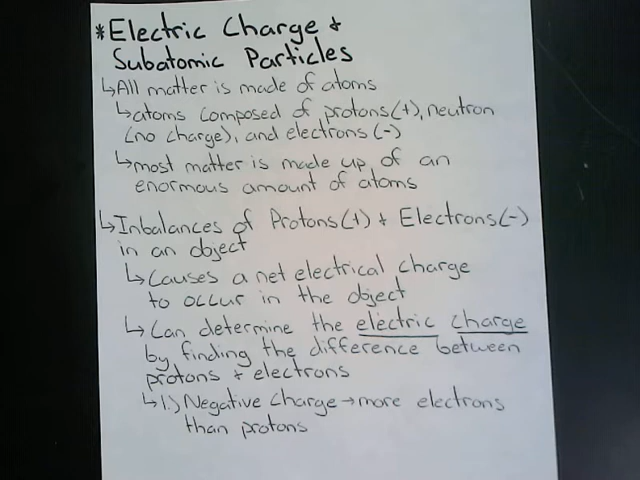 *Electric Charge +
Subatomic Particles
↳All matter is made of atoms
↳atoms composed of protons(+), neutron
(no charge), and electrons(-)
↳most matter is made up of an
enormous amount of atoms
↳Inbalances of Protons(+) + Electrons(-)
in an object
↳Causes a net electrical charge
to occur in the object
↳Can determine the electric charge
by finding the difference between
protons + electrons
↳1.) Negative Charge→more electrons
than protons